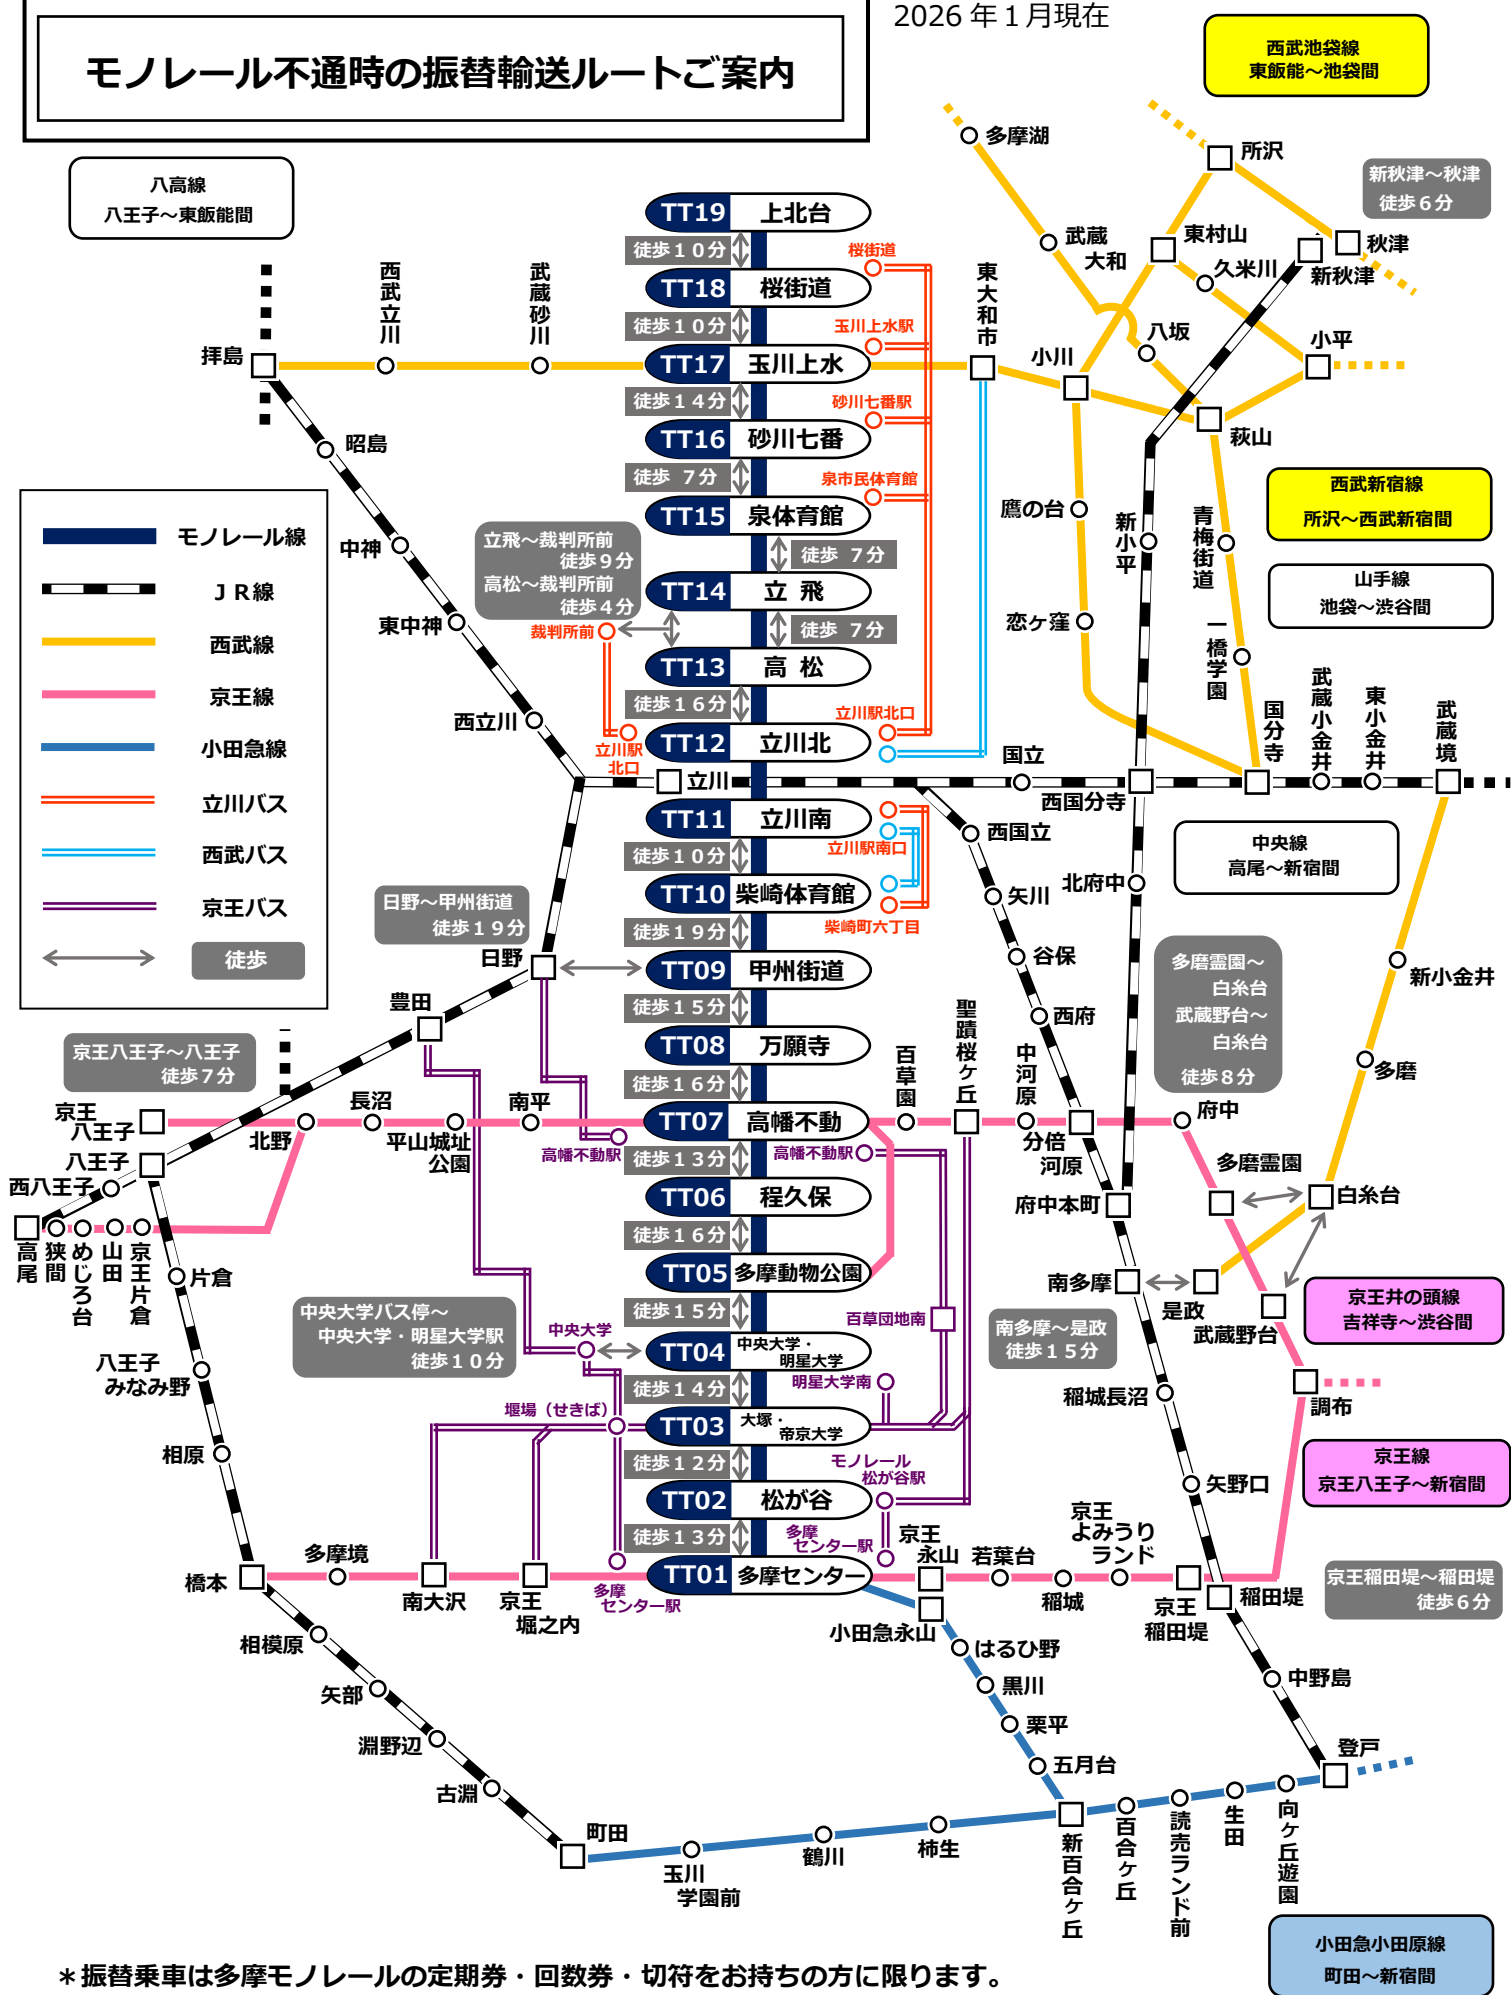 2026 年 1 月現在
モノレール不通時の振替輸送ルートご案内
西武池袋線
東飯能～池袋間
八高線
八王子～東飯能間
新秋津～秋津
徒歩６分
多摩湖
所沢
武蔵
大和
東村山
久米川
秋津
新秋津
八坂
小平
小川
萩山
東大和市
西武立川
武蔵砂川
拝島
昭島
中神
東中神
西立川
TT19 上北台
徒歩１０分
TT18 桜街道
徒歩１０分
TT17 玉川上水
徒歩１４分
TT16 砂川七番
徒歩 ７分
TT15 泉体育館
徒歩 ７分
TT14 立 飛
徒歩 ７分
TT13 高 松
徒歩１６分
TT12 立川北
立川
TT11 立川南
徒歩１０分
TT10 柴崎体育館
徒歩１９分
TT09 甲州街道
徒歩１５分
TT08 万願寺
徒歩１６分
TT07 高幡不動
徒歩１３分
TT06 程久保
徒歩１６分
TT05 多摩動物公園
徒歩１５分
TT04 中央大学・
明星大学
徒歩１４分
TT03 大塚・
帝京大学
徒歩１２分
TT02 松が谷
徒歩１３分
TT01 多摩センター
桜街道
玉川上水駅
砂川七番駅
泉市民体育館
立川駅北口
立飛～裁判所前
徒歩９分
高松～裁判所前
徒歩４分
裁判所前
立川駅
北口
立川駅南口
柴崎町六丁目
モノレール線
ＪＲ線
西武線
京王線
小田急線
立川バス
西武バス
京王バス
徒歩
鷹の台
恋ヶ窪
新小平
青梅街道
一橋学園
西武新宿線
所沢～西武新宿間
山手線
池袋～渋谷間
国分寺
武蔵小金井
東小金井
武蔵境
国立
西国分寺
西国立
北府中
矢川
谷保
西府
中央線
高尾～新宿間
新小金井
多磨
多磨霊園～
白糸台
武蔵野台～
白糸台
徒歩８分
日野～甲州街道
徒歩１９分
日野
豊田
京王八王子～八王子
徒歩７分
京王
八王子
八王子
西八王子
高尾
狭間
めじろ台
山田
京王片倉
北野
長沼
平山城址
公園
南平
高幡不動駅
高幡不動駅
百草園
聖蹟桜ヶ丘
中河原
分倍
河原
府中
多磨霊園
白糸台
府中本町
南多摩
是政
武蔵野台
南多摩～是政
徒歩１５分
京王井の頭線
吉祥寺～渋谷間
調布
京王線
京王八王子～新宿間
片倉
八王子
みなみ野
相原
橋本
中央大学バス停～
中央大学・明星大学駅
徒歩１０分
中央大学
堰場（せきば）
百草団地南
明星大学南
モノレール
松が谷駅
多摩
センター駅
多摩
センター駅
多摩境
南大沢
京王
堀之内
京王
永山
若葉台
稲城
京王
よみうり
ランド
京王
稲田堤
稲田堤
稲城長沼
矢野口
京王稲田堤～稲田堤
徒歩６分
中野島
登戸
小田急永山
はるひ野
黒川
栗平
五月台
新百合ヶ丘
百合ヶ丘
読売ランド前
生田
向ヶ丘遊園
相模原
矢部
淵野辺
古淵
町田
玉川
学園前
鶴川
柿生
小田急小田原線
町田～新宿間
＊振替乗車は多摩モノレールの定期券・回数券・切符をお持ちの方に限ります。